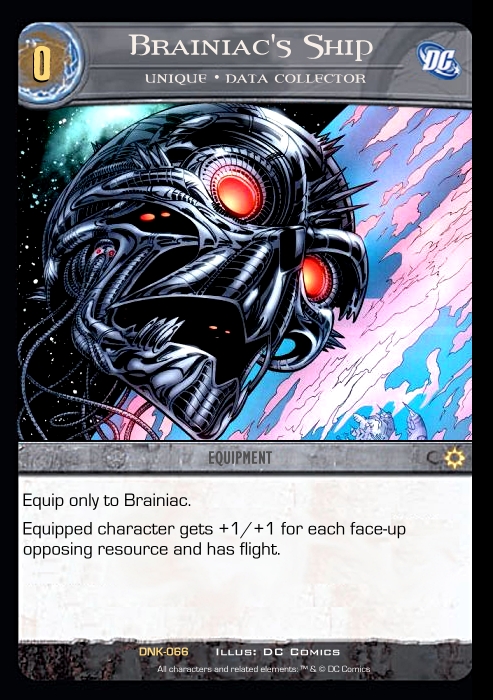 0
Brainiac's Ship
DC
Unique • Data Collector
EQUIPMENT
C
Equip only to Brainiac.
Equipped character gets +1/+1 for each face-up
opposing resource and has flight.
DNK-066 Illus: DC Comics
All characters and related elements: ™ & © DC Comics